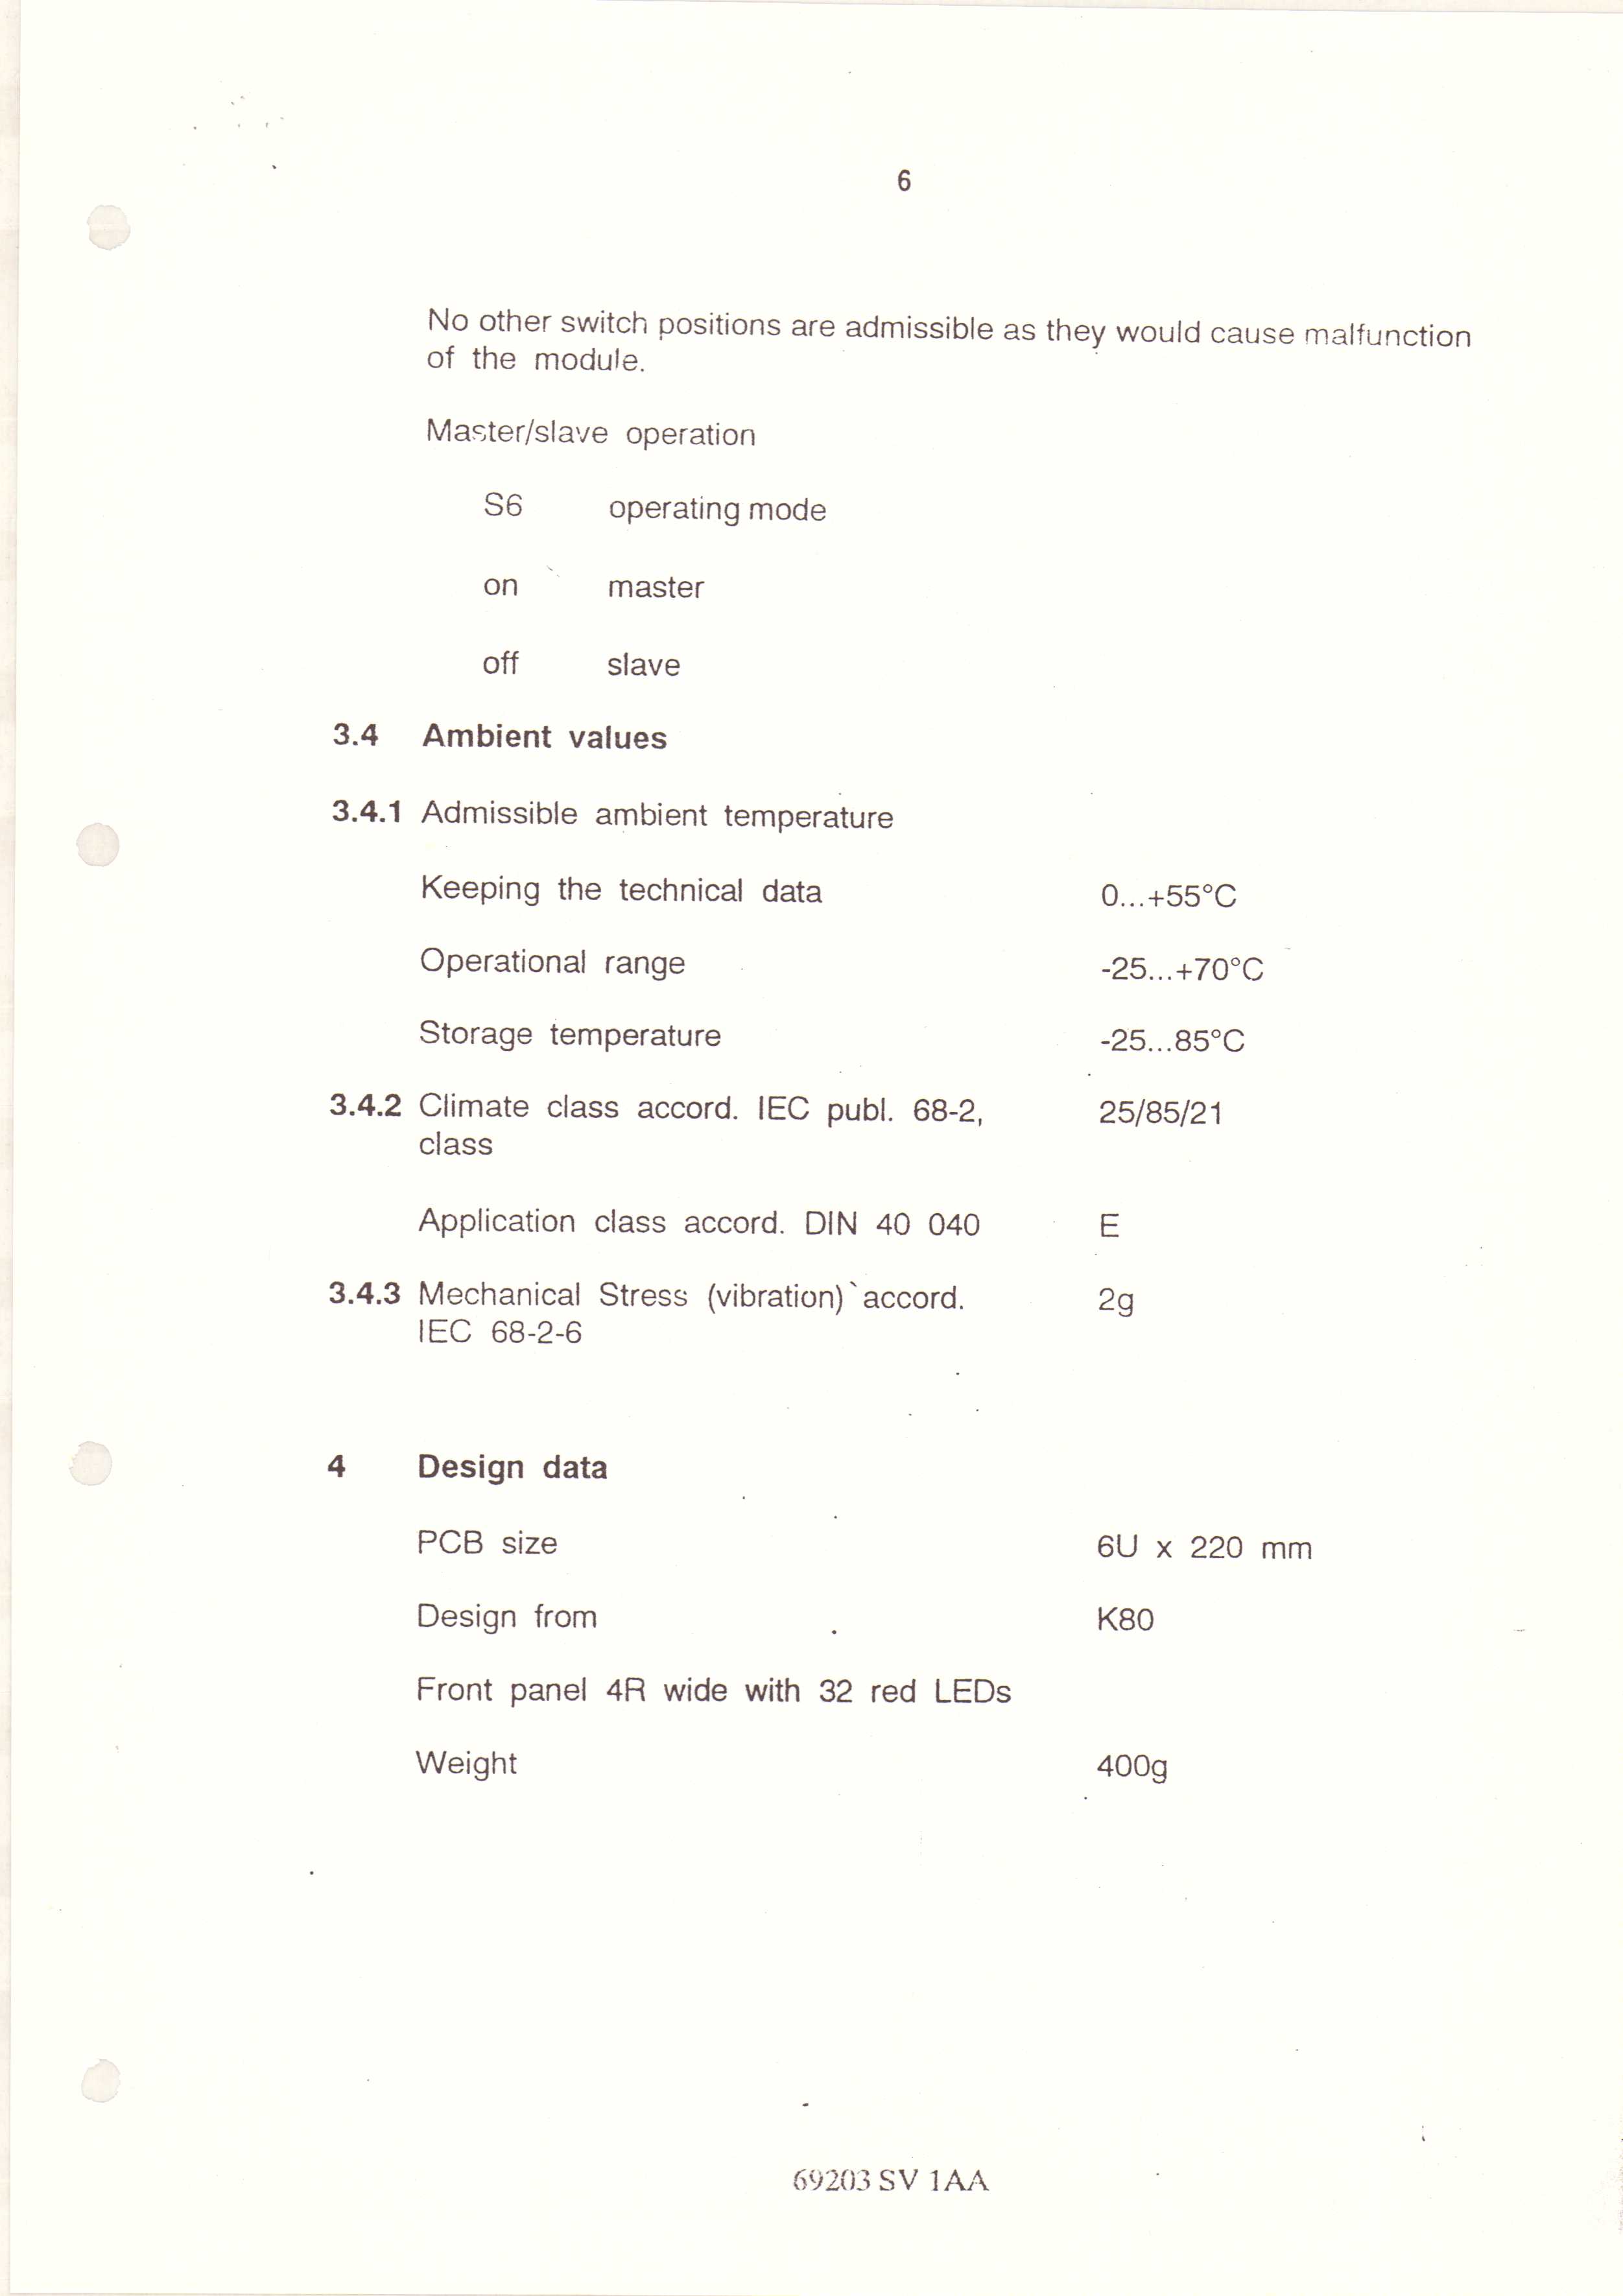 6
No other switch positions are admissible as they would cause malfunction
of the module.
Master/slave operation
S6 operating mode
on master
off slave
3.4 Ambient values
3.4.1 Admissible ambient temperature
Keeping the technical data 0...+55°C
Operational range -25...+70°C
Storage temperature -25...85°C
3.4.2 Climate class accord. IEC publ. 68-2, 25/85/21
class
Application class accord. DIN 40 040 E
3.4.3 Mechanical Stress (vibration) accord. 2g
IEC 68-2-6
4 Design data
PCB size 6U x 220 mm
Design from K80
Front panel 4R wide with 32 red LEDs
Weight 400g
69203 SV 1AA